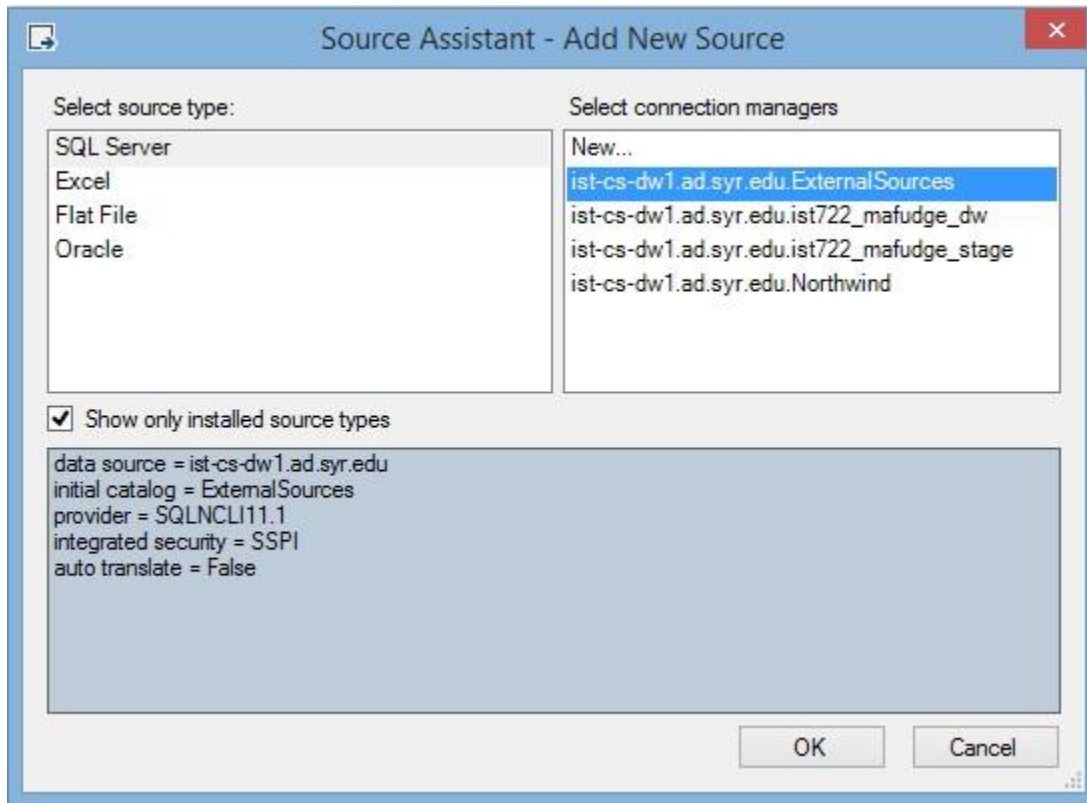 Source Assistant - Add New Source
Select source type:
SQL Server
Excel
Flat File
Oracle
Select connection managers
New...
ist-cs-dw1.ad.syr.edu.ExternalSources
ist-cs-dw1.ad.syr.edu.ist722_mafudge_dw
ist-cs-dw1.ad.syr.edu.ist722_mafudge_stage
ist-cs-dw1.ad.syr.edu.Northwind
Show only installed source types
data source = ist-cs-dw1.ad.syr.edu
initial catalog = ExternalSources
provider = SQLNCLI11.1
integrated security = SSPI
auto translate = False
OK
Cancel